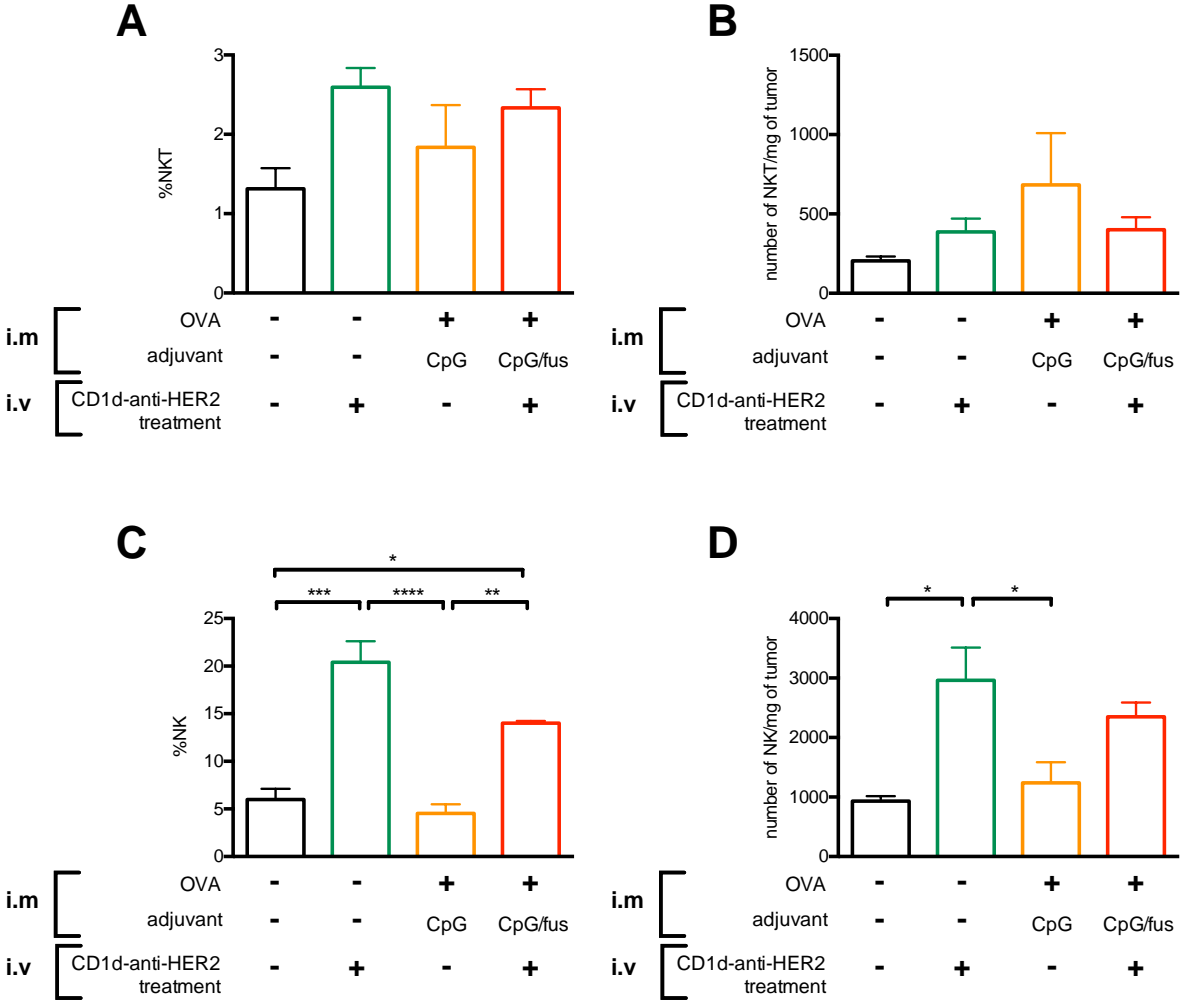 A
%NKT
3
2
1
0
i.m
OVA - - + +
adjuvant - - CpG CpG/fus
i.v
CD1d-anti-HER2
treatment
- + - +
B
number of NKT/mg of tumor
1500
1000
500
0
i.m
OVA - - + +
adjuvant - - CpG CpG/fus
i.v
CD1d-anti-HER2
treatment
- + - +
C
*
*** **** **
%NK
25
20
15
10
5
0
i.m
OVA - - + +
adjuvant - - CpG CpG/fus
i.v
CD1d-anti-HER2
treatment
- + - +
D
* *
number of NK/mg of tumor
4000
3000
2000
1000
0
i.m
OVA - - + +
adjuvant - - CpG CpG/fus
i.v
CD1d-anti-HER2
treatment
- + - +